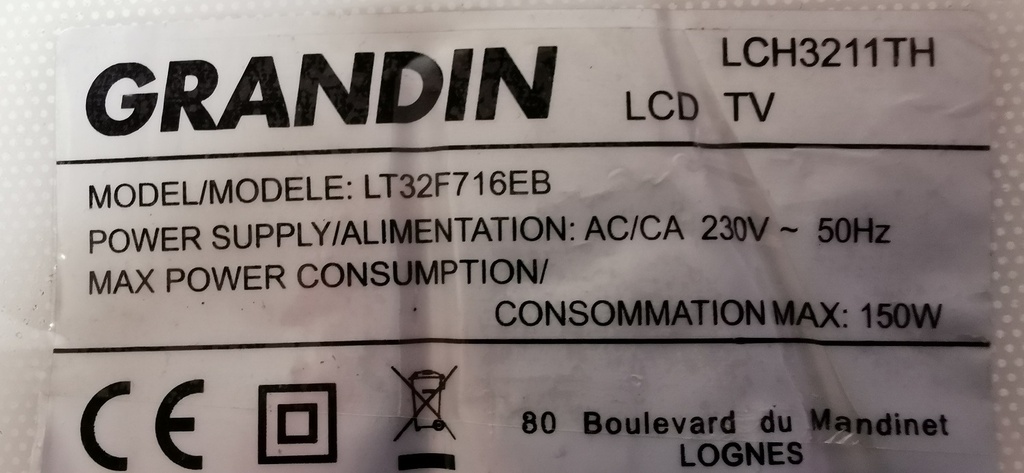 GRANDIN LCH3211TH
LCD TV
MODEL/MODELE: LT32F716EB
POWER SUPPLY/ALIMENTATION: AC/CA 230V ~ 50Hz
MAX POWER CONSUMPTION/
CONSOMMATION MAX: 150W
CE
80 Boulevard du Mandinet
LOGNES